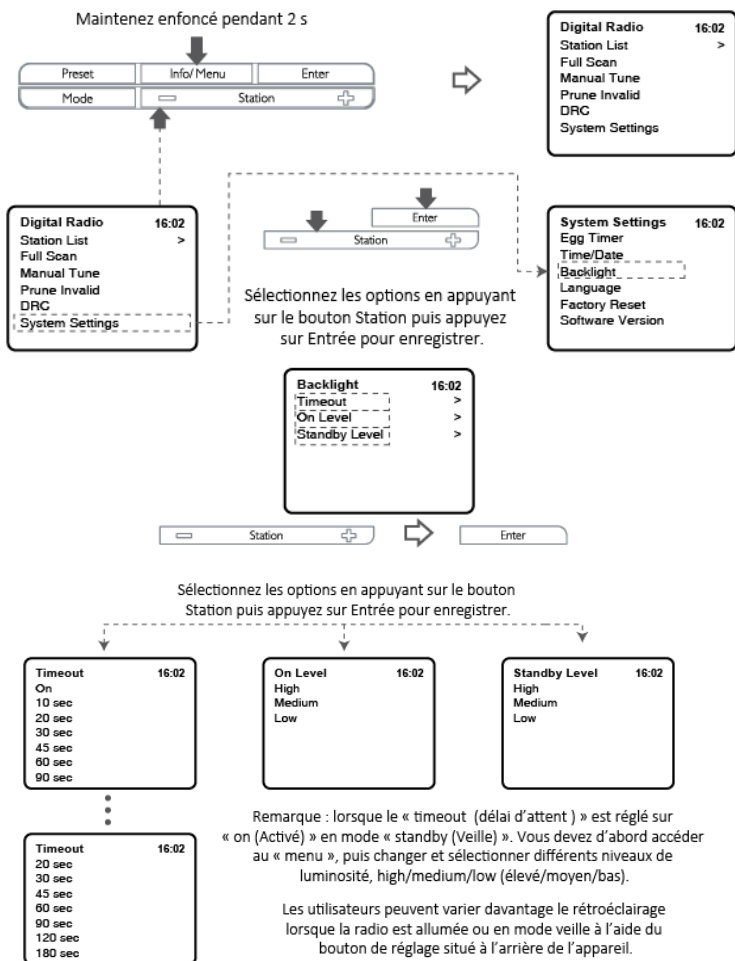 Maintenez enfoncé pendant 2 s
Preset Info/Menu Enter
Mode Station
Digital Radio 16:02
Station List >
Full Scan
Manual Tune
Prune Invalid
DRC
System Settings
Digital Radio 16:02
Station List >
Full Scan
Manual Tune
Prune Invalid
DRC
System Settings
Enter
Station
Sélectionnez les options en appuyant
sur le bouton Station puis appuyez
sur Entrée pour enregistrer.
System Settings 16:02
Egg Timer
Time/Date
Backlight
Language
Factory Reset
Software Version
Backlight 16:02
Timeout >
On Level >
Standby Level >
Station Enter
Sélectionnez les options en appuyant sur le bouton
Station puis appuyez sur Entrée pour enregistrer.
Timeout 16:02
On
10 sec
20 sec
30 sec
45 sec
60 sec
90 sec
On Level 16:02
High
Medium
Low
Standby Level 16:02
High
Medium
Low
Timeout 16:02
20 sec
30 sec
45 sec
60 sec
90 sec
120 sec
180 sec
Remarque : lorsque le « timeout (délai d'attent ) » est réglé sur
« on (Activé) » en mode « standby (Veille) ». Vous devez d'abord accéder
au « menu », puis changer et sélectionner différents niveaux de
luminosité, high/medium/low (élevé/moyen/bas).
Les utilisateurs peuvent varier davantage le rétroéclairage
lorsque la radio est allumée ou en mode veille à l'aide du
bouton de réglage situé à l'arrière de l'appareil.